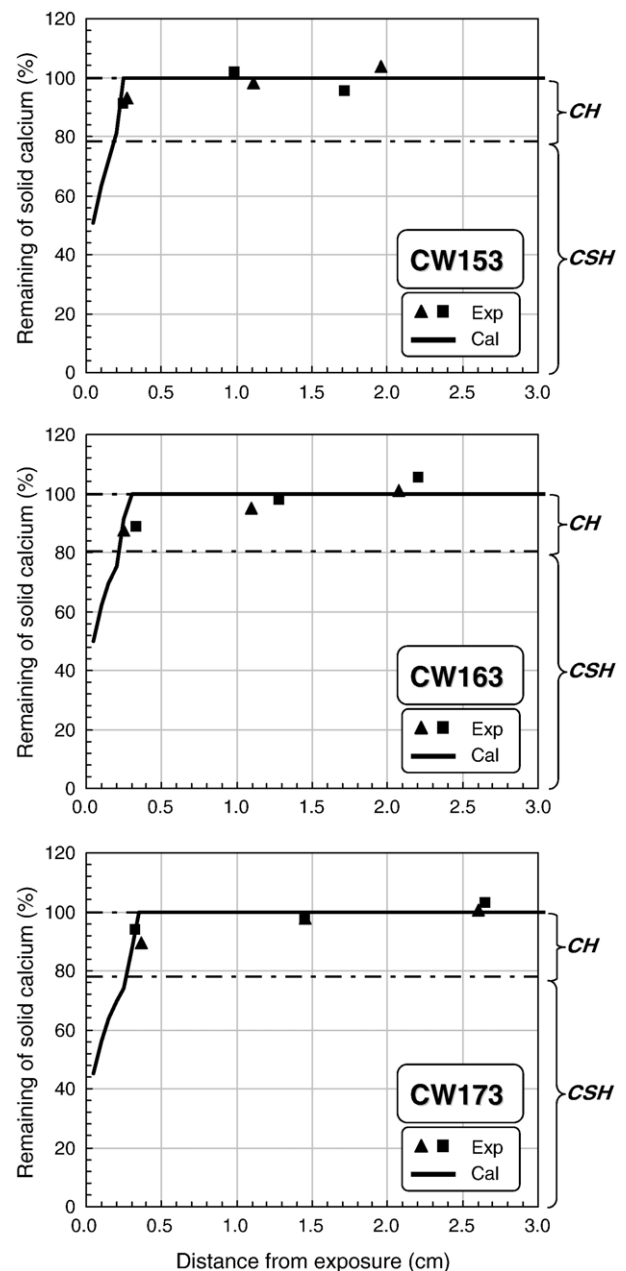 120
100
80
60
40
20
0
Remaining of solid calcium (%)
CH
CSH
CW153
Exp
Cal
0.0 0.5 1.0 1.5 2.0 2.5 3.0
120
100
80
60
40
20
0
Remaining of solid calcium (%)
CH
CSH
CW163
Exp
Cal
0.0 0.5 1.0 1.5 2.0 2.5 3.0
120
100
80
60
40
20
0
Remaining of solid calcium (%)
CH
CSH
CW173
Exp
Cal
0.0 0.5 1.0 1.5 2.0 2.5 3.0
Distance from exposure (cm)